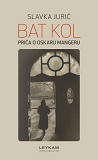 SLAVKA JURIĆ
BAT KOL
PRIČA O OSKARU MANGERU
LEYKAM